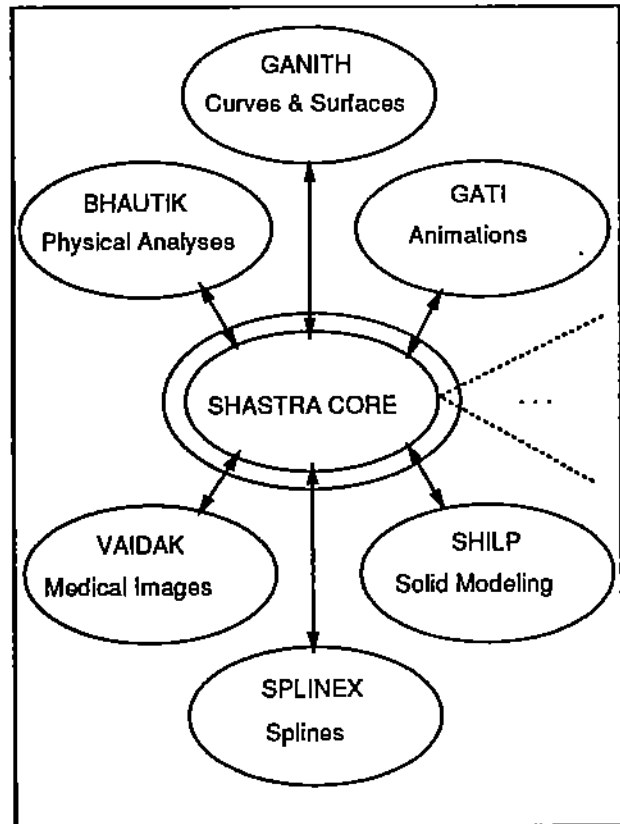 GANITH
Curves & Surfaces
BHAUTIK
Physical Analyses
GATI
Animations
SHASTRA CORE
...
VAIDAK
Medical Images
SHILP
Solid Modeling
SPLINEX
Splines